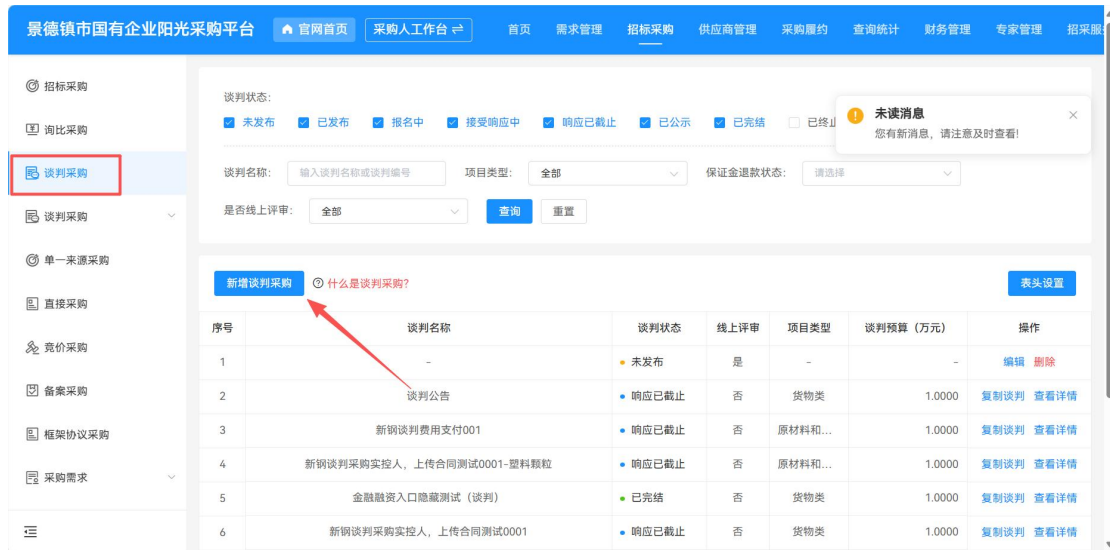 景德镇市国有企业阳光采购平台 官网首页 采购人工作台 首页 需求管理 招标采购 供应商管理 采购履约 查询统计 财务管理 专家管理 招采服
招标采购
询比采购
谈判采购
谈判采购
单一来源采购
直接采购
竞价采购
备案采购
框架协议采购
采购需求
谈判状态:
未发布 已发布 报名中 接受响应中 响应已截止 已公示 已完结 已终止
未读消息
您有新消息，请注意及时查看!
谈判名称: 输入谈判名称或谈判编号 项目类型: 全部 保证金退款状态: 请选择
是否线上评审: 全部 查询 重置
新增谈判采购 什么是谈判采购? 表头设置
序号 谈判名称 谈判状态 线上评审 项目类型 谈判预算（万元） 操作
1 - 未发布 是 - - 编辑 删除
2 谈判公告 响应已截止 否 货物类 1.0000 复制谈判 查看详情
3 新钢谈判费用支付001 响应已截止 否 原材料和... 1.0000 复制谈判 查看详情
4 新钢谈判采购实控人，上传合同测试0001-塑料颗粒 响应已截止 否 原材料和... 1.0000 复制谈判 查看详情
5 金融融资入口隐藏测试（谈判） 已完结 否 货物类 1.0000 复制谈判 查看详情
6 新钢谈判采购实控人，上传合同测试0001 响应已截止 否 货物类 1.0000 复制谈判 查看详情